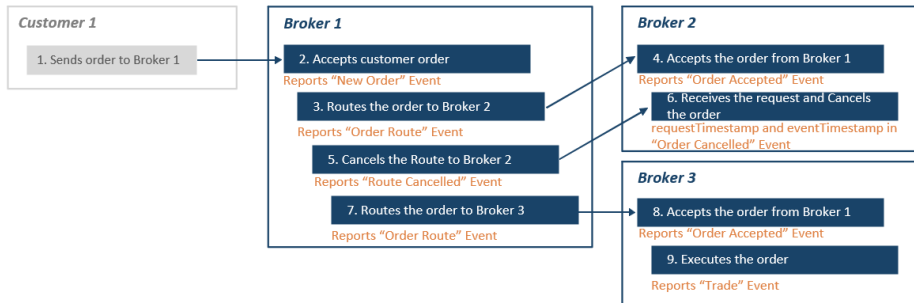 Customer 1
1. Sends order to Broker 1
Broker 1
2. Accepts customer order
Reports “New Order” Event
3. Routes the order to Broker 2
Reports “Order Route” Event
5. Cancels the Route to Broker 2
Reports “Route Cancelled” Event
7. Routes the order to Broker 3
Reports “Order Route” Event
Broker 2
4. Accepts the order from Broker 1
Reports “Order Accepted” Event
6. Receives the request and Cancels
the order
requestTimestamp and eventTimestamp in
“Order Cancelled” Event
Broker 3
8. Accepts the order from Broker 1
Reports “Order Accepted” Event
9. Executes the order
Reports “Trade” Event